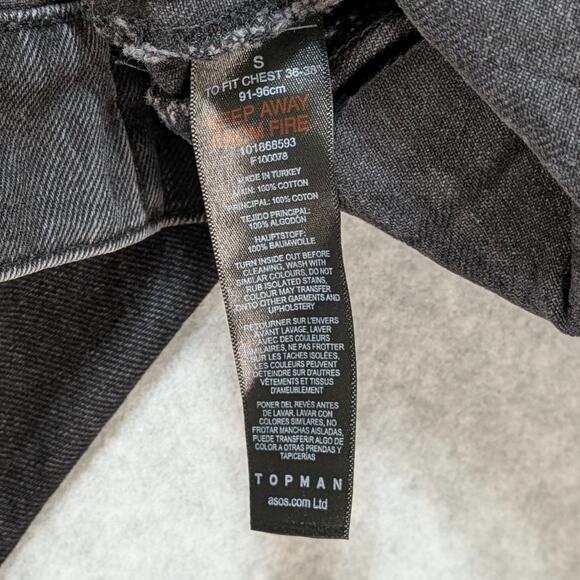 S
TO FIT CHEST 36-38"
91-96cm
KEEP AWAY
FROM FIRE
101868593
F100078
MADE IN TURKEY
MAIN: 100% COTTON
PRINCIPAL: 100% COTON
TEJIDO PRINCIPAL:
100% ALGODÓN
HAUPTSTOFF:
100% BAUMWOLLE
TURN INSIDE OUT BEFORE
CLEANING, WASH WITH
SIMILAR COLOURS, DO NOT
RUB ISOLATED STAINS,
COLOUR MAY TRANSFER
ONTO OTHER GARMENTS AND
UPHOLSTERY
RETOURNER SUR L'ENVERS
AVANT LAVAGE, LAVER
AVEC DES COULEURS
SIMILAIRES, NE PAS FROTTER
SUR LES TACHES ISOLÉES,
LES COULEURS PEUVENT
DÉTEINDRE SUR D'AUTRES
VÊTEMENTS ET TISSUS
D'AMEUBLEMENT
PONER DEL REVÉS ANTES
DE LAVAR, LAVAR CON
COLORES SIMILARES, NO
FROTAR MANCHAS AISLADAS,
PUEDE TRANSFERIR ALGO DE
COLOR A OTRAS PRENDAS Y
TAPICERÍAS
TOPMAN
asos.com Ltd